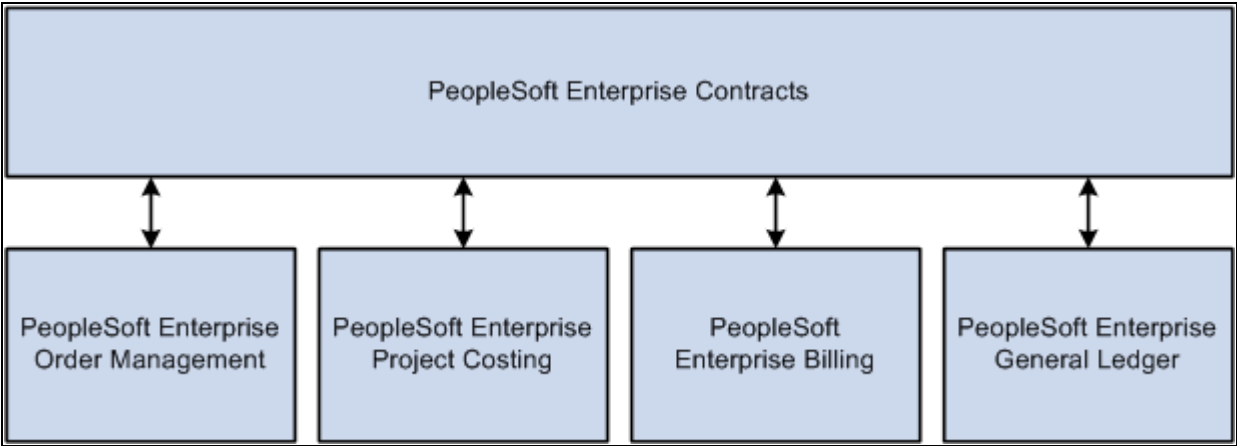 PeopleSoft Enterprise Contracts
PeopleSoft Enterprise
Order Management
PeopleSoft Enterprise
Project Costing
PeopleSoft
Enterprise Billing
PeopleSoft Enterprise
General Ledger